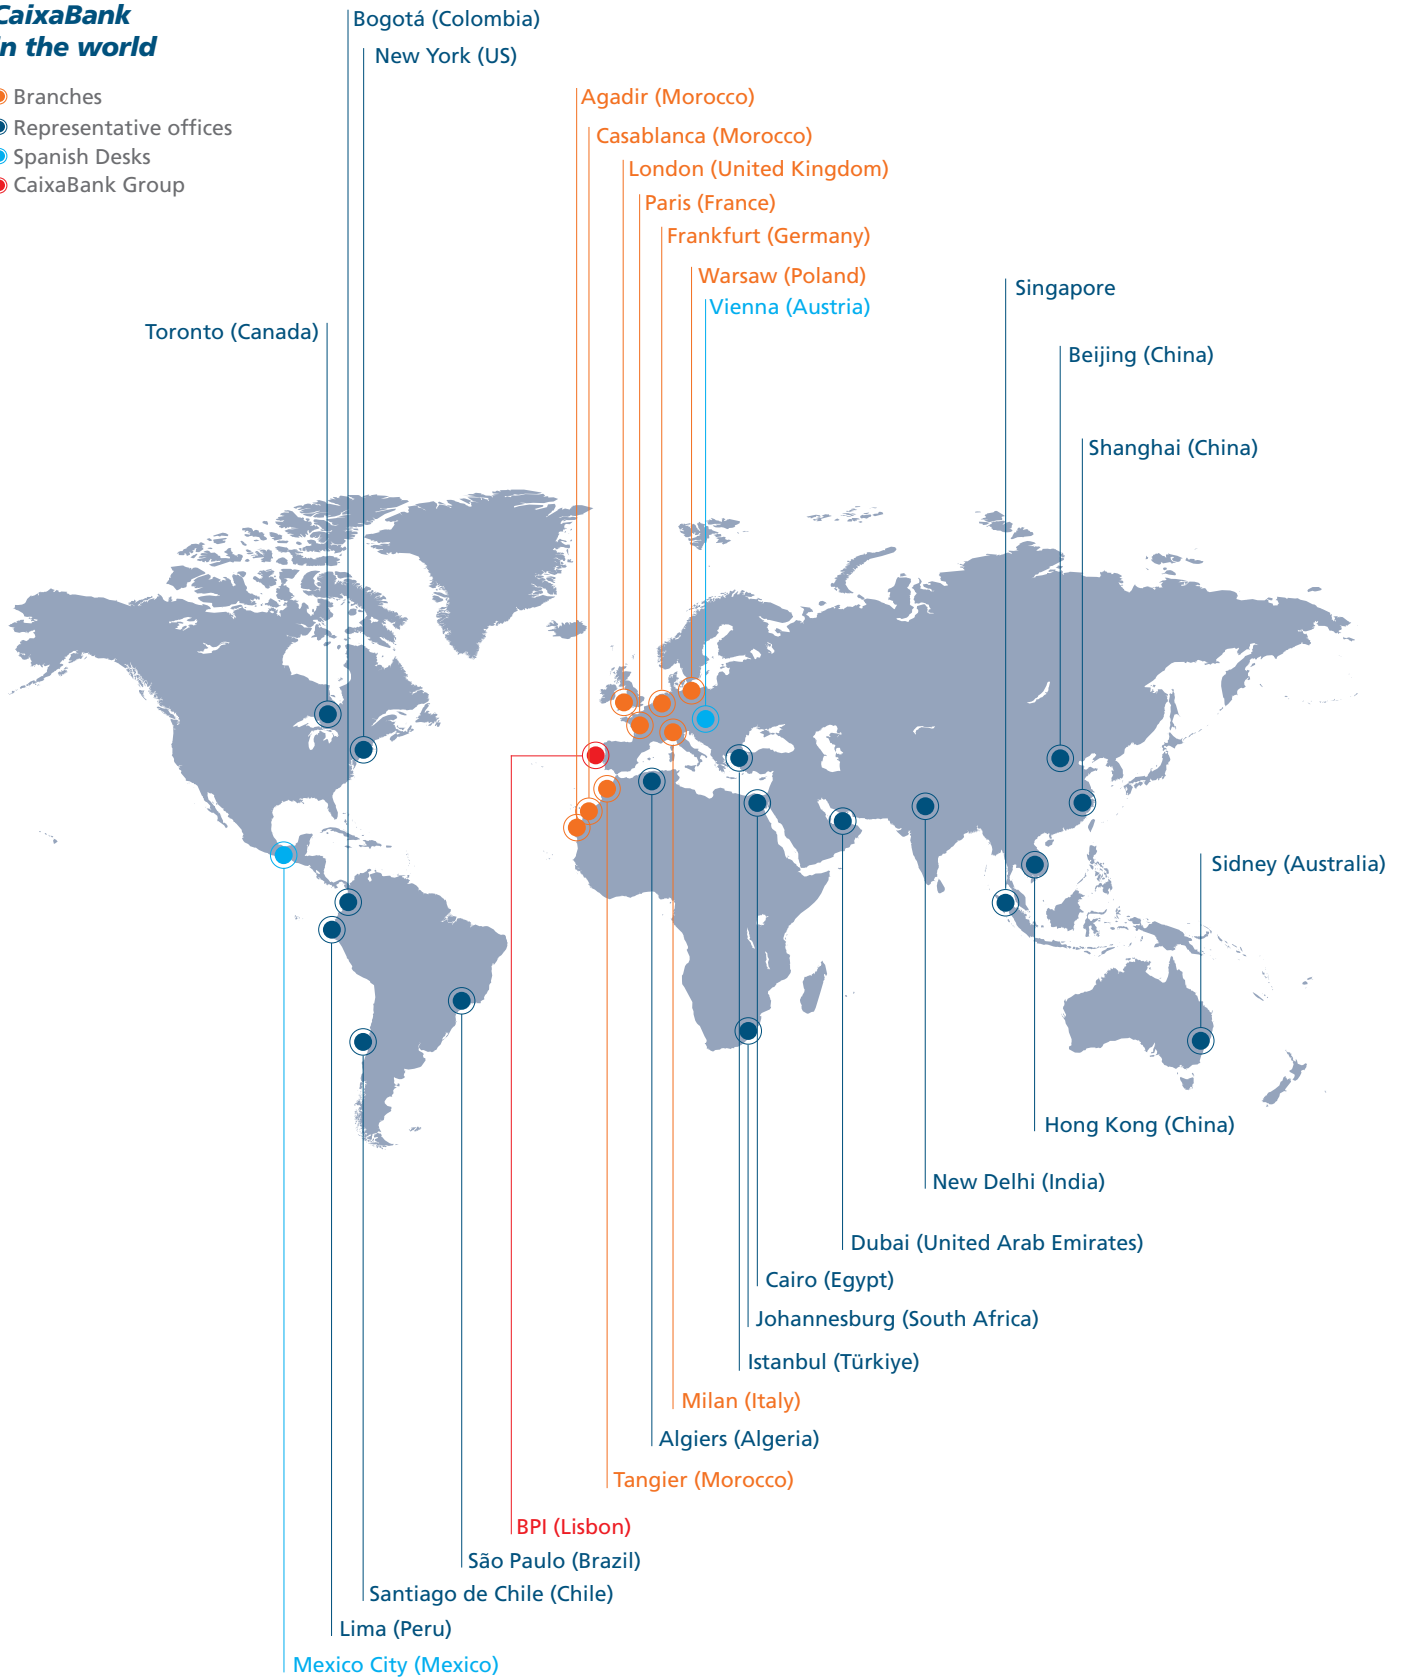 CaixaBank
in the world
Branches
Representative offices
Spanish Desks
CaixaBank Group
Bogotá (Colombia)
New York (US)
Agadir (Morocco)
Casablanca (Morocco)
London (United Kingdom)
Paris (France)
Frankfurt (Germany)
Warsaw (Poland)
Vienna (Austria)
Singapore
Toronto (Canada)
Beijing (China)
Shanghai (China)
Sidney (Australia)
Hong Kong (China)
New Delhi (India)
Dubai (United Arab Emirates)
Cairo (Egypt)
Johannesburg (South Africa)
Istanbul (Türkiye)
Milan (Italy)
Algiers (Algeria)
Tangier (Morocco)
BPI (Lisbon)
São Paulo (Brazil)
Santiago de Chile (Chile)
Lima (Peru)
Mexico City (Mexico)